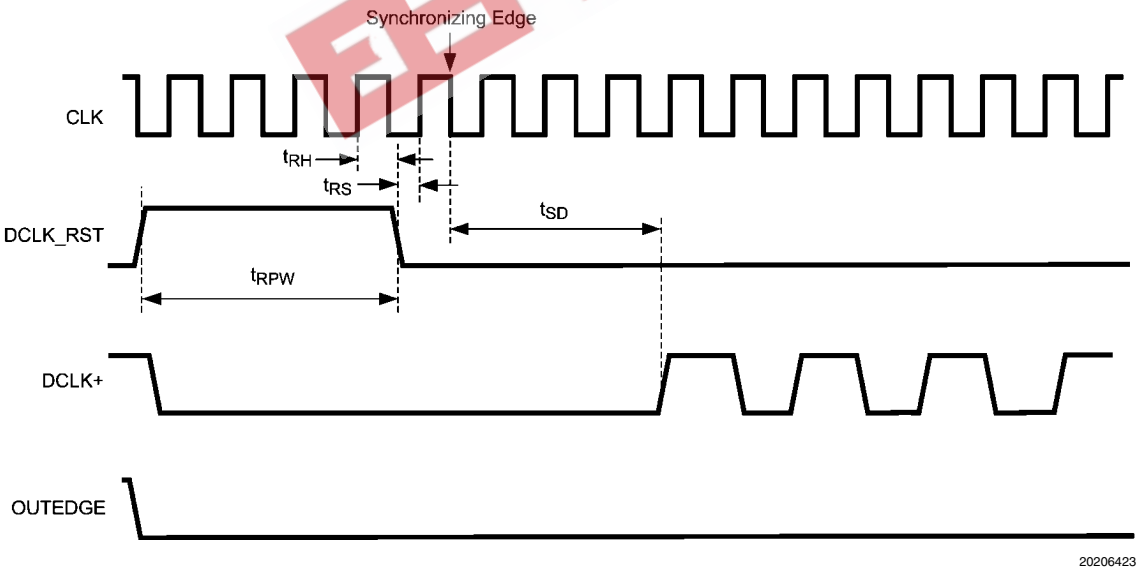 Synchronizing Edge
CLK
tRH
tRS
DCLK_RST
tSD
tRPW
DCLK+
OUTEDGE
20206423